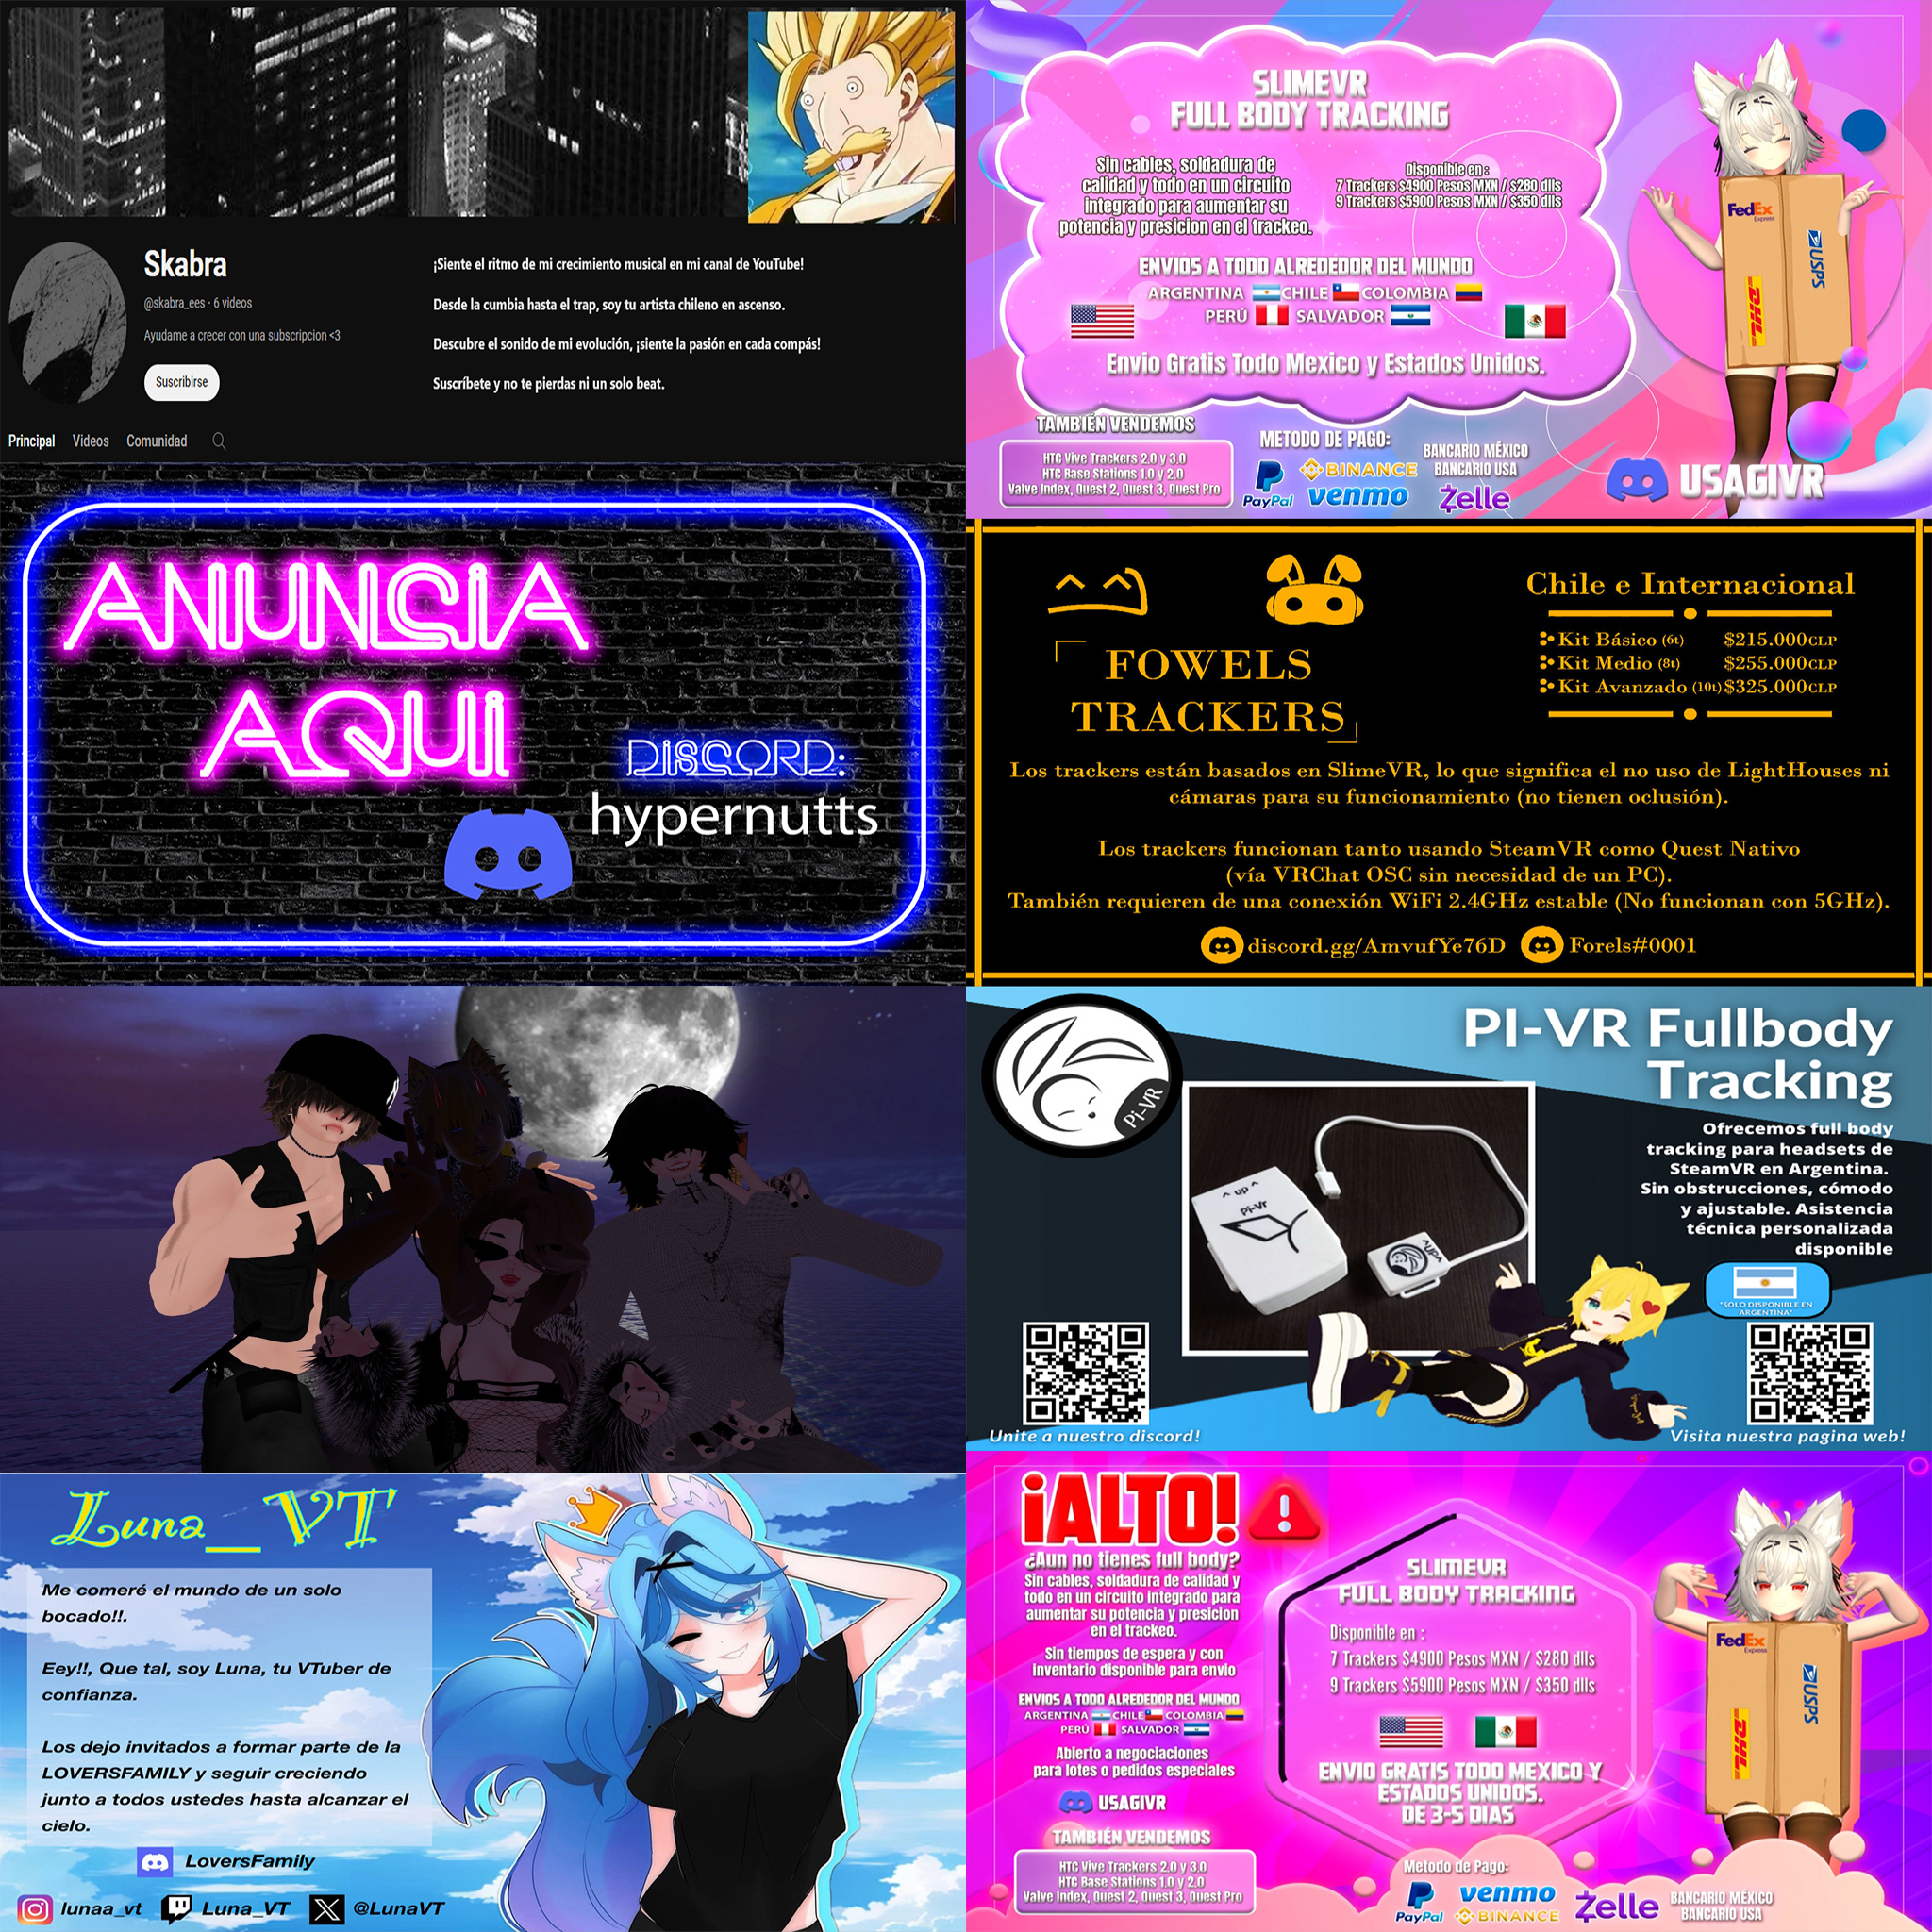 Skabra
@skabra_ees · 6 videos
Ayudame a crecer con una subscripcion <3
Suscribirse
¡Siente el ritmo de mi crecimiento musical en mi canal de YouTube!
Desde la cumbia hasta el trap, soy tu artista chileno en ascenso.
Descubre el sonido de mi evolución, ¡siente la pasión en cada compás!
Suscríbete y no te pierdas ni un solo beat.
Principal Videos Comunidad
SLIMEVR
FULL BODY TRACKING
Sin cables, soldadura de
calidad y todo en un circuito
integrado para aumentar su
potencia y presicion en el trackeo.
Disponible en :
7 Trackers $4900 Pesos MXN / $280 dlls
9 Trackers $5900 Pesos MXN / $350 dlls
ENVIOS A TODO ALREDEDOR DEL MUNDO
ARGENTINA CHILE COLOMBIA
PERÚ SALVADOR
Envio Gratis Todo Mexico y Estados Unidos.
TAMBIÉN VENDEMOS
HTC Vive Trackers 2.0 y 3.0
HTC Base Stations 1.0 y 2.0
Valve Index, Quest 2, Quest 3, Quest Pro
METODO DE PAGO:
PayPal
BINANCE
venmo
BANCARIO MÉXICO
BANCARIO USA
Zelle
FedEx
Express
USPS
DHL
USAGIVR
ANUNCIA
AQUI
DISCORD:
hypernutts
FOWELS
TRACKERS
Chile e Internacional
Kit Básico (6t) $215.000CLP
Kit Medio (8t) $255.000CLP
Kit Avanzado (10t) $325.000CLP
Los trackers están basados en SlimeVR, lo que significa el no uso de LightHouses ni
cámaras para su funcionamiento (no tienen oclusión).
Los trackers funcionan tanto usando SteamVR como Quest Nativo
(vía VRChat OSC sin necesidad de un PC).
También requieren de una conexión WiFi 2.4GHz estable (No funcionan con 5GHz).
discord.gg/AmvufYe76D Forels#0001
Pi-VR
PI-VR Fullbody
Tracking
Ofrecemos full body
tracking para headsets de
SteamVR en Argentina.
Sin obstrucciones, cómodo
y ajustable. Asistencia
técnica personalizada
disponible
^ up ^
Pi-Vr
"SOLO DISPONIBLE EN
ARGENTINA"
Unite a nuestro discord!
Visita nuestra pagina web!
Luna_VT
Me comeré el mundo de un solo
bocado!!.
Eey!!, Que tal, soy Luna, tu VTuber de
confianza.
Los dejo invitados a formar parte de la
LOVERSFAMILY y seguir creciendo
junto a todos ustedes hasta alcanzar el
cielo.
LoversFamily
lunaa_vt Luna_VT @LunaVT
¡ALTO!
¿Aun no tienes full body?
Sin cables, soldadura de calidad y
todo en un circuito integrado para
aumentar su potencia y presicion
en el trackeo.
Sin tiempos de espera y con
inventario disponible para envio
ENVIOS A TODO ALREDEDOR DEL MUNDO
ARGENTINA CHILE COLOMBIA
PERÚ SALVADOR
Abierto a negociaciones
para lotes o pedidos especiales
USAGIVR
TAMBIÉN VENDEMOS
HTC Vive Trackers 2.0 y 3.0
HTC Base Stations 1.0 y 2.0
Valve Index, Quest 2, Quest 3, Quest Pro
SLIMEVR
FULL BODY TRACKING
Disponible en :
7 Trackers $4900 Pesos MXN / $280 dlls
9 Trackers $5900 Pesos MXN / $350 dlls
ENVIO GRATIS TODO MEXICO Y
ESTADOS UNIDOS.
DE 3-5 DIAS
Metodo de Pago:
PayPal
venmo
BINANCE
Zelle
BANCARIO MÉXICO
BANCARIO USA
FedEx
Express
USPS
DHL